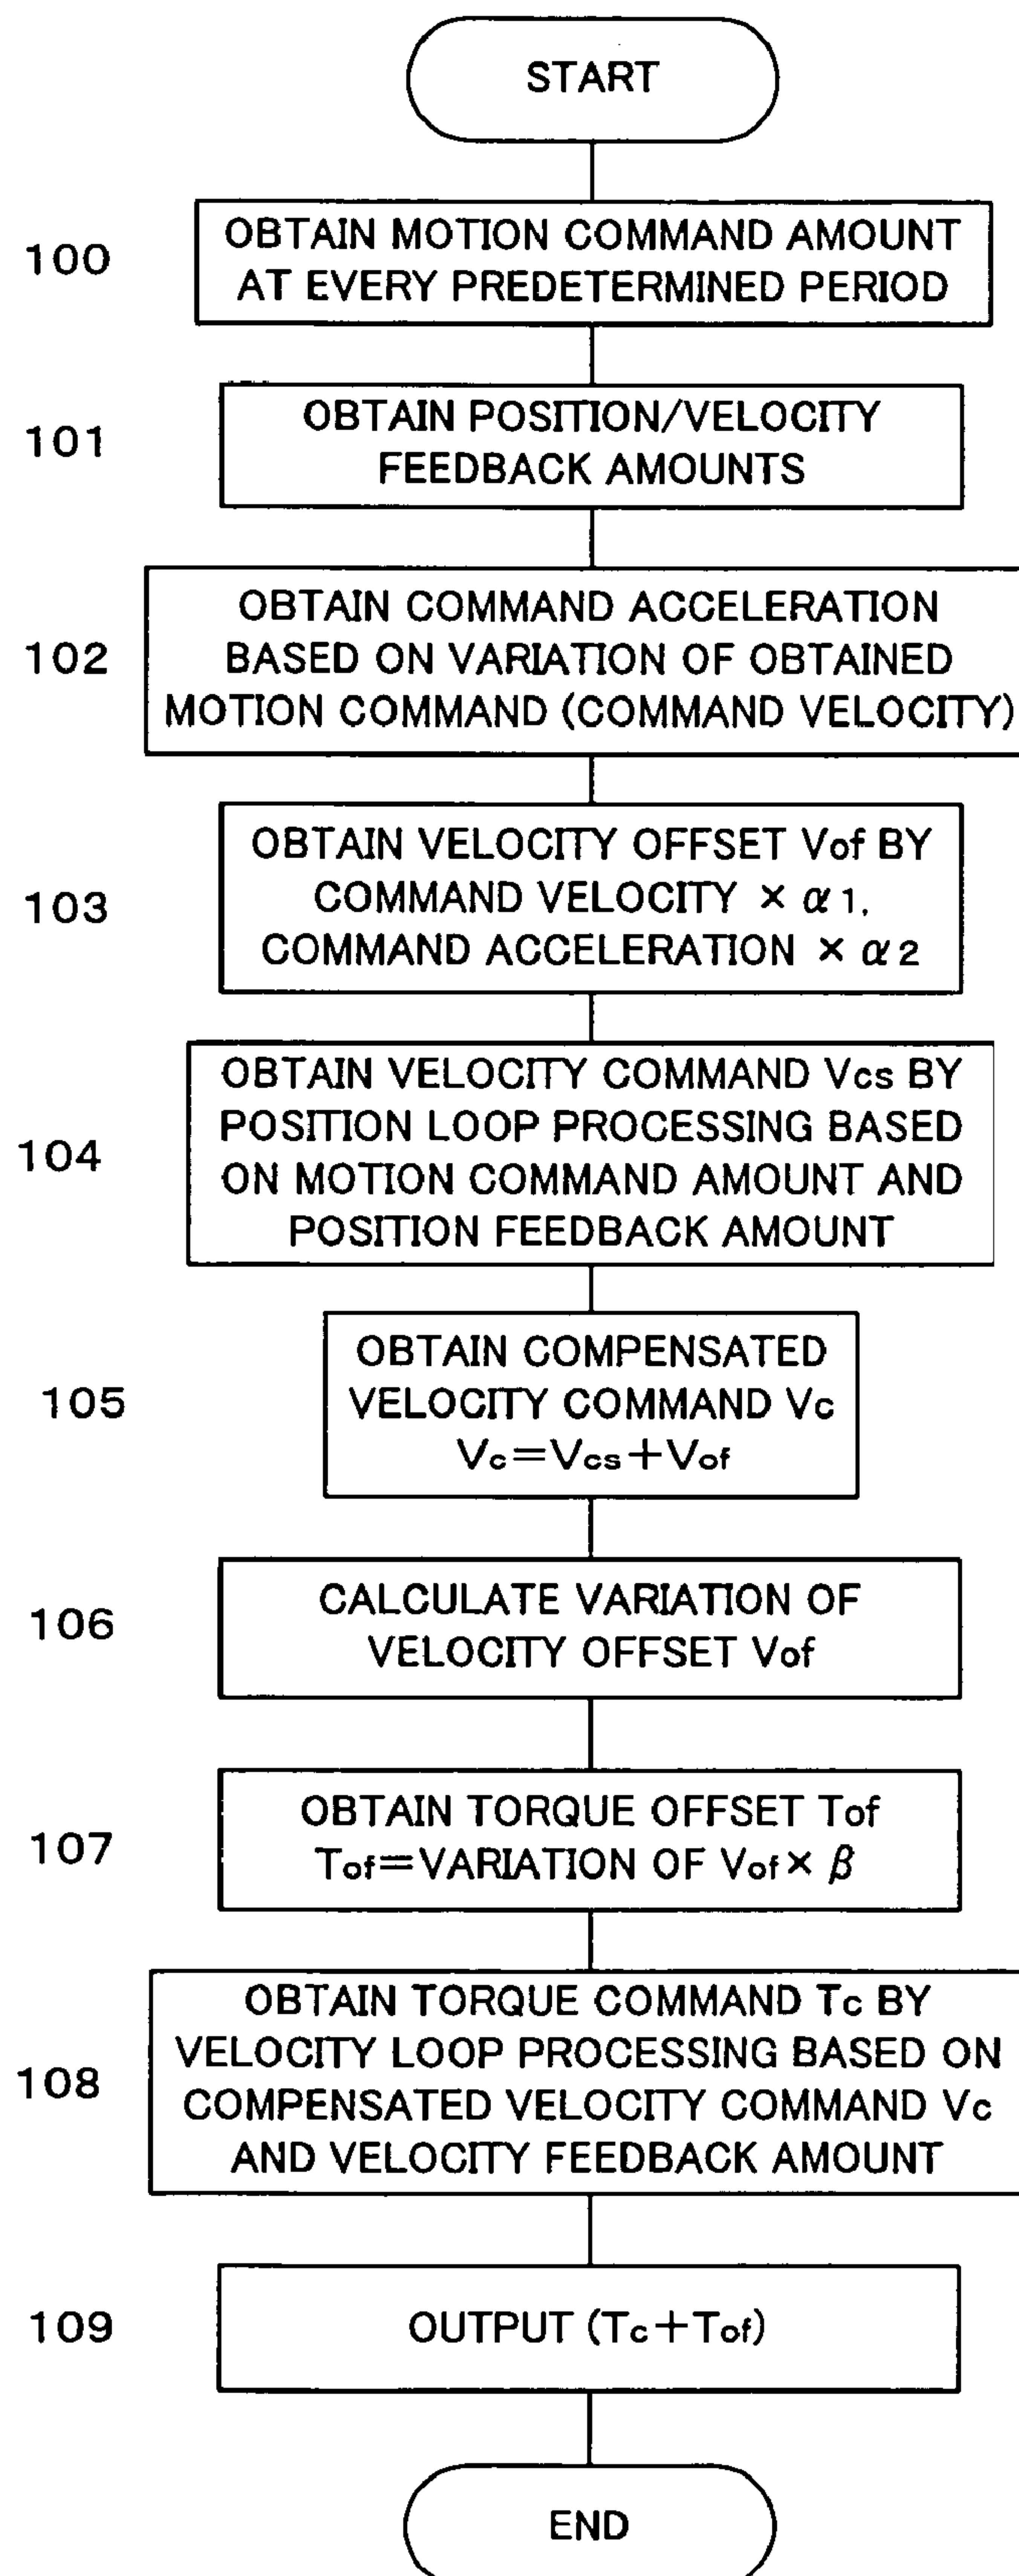 START
100
OBTAIN MOTION COMMAND AMOUNT
AT EVERY PREDETERMINED PERIOD
101
OBTAIN POSITION/VELOCITY
FEEDBACK AMOUNTS
102
OBTAIN COMMAND ACCELERATION
BASED ON VARIATION OF OBTAINED
MOTION COMMAND (COMMAND VELOCITY)
103
OBTAIN VELOCITY OFFSET Vof BY
COMMAND VELOCITY × α1,
COMMAND ACCELERATION × α2
104
OBTAIN VELOCITY COMMAND Vcs BY
POSITION LOOP PROCESSING BASED
ON MOTION COMMAND AMOUNT AND
POSITION FEEDBACK AMOUNT
105
OBTAIN COMPENSATED
VELOCITY COMMAND Vc
Vc=Vcs+Vof
106
CALCULATE VARIATION OF
VELOCITY OFFSET Vof
107
OBTAIN TORQUE OFFSET Tof
Tof=VARIATION OF Vof× β
108
OBTAIN TORQUE COMMAND Tc BY
VELOCITY LOOP PROCESSING BASED ON
COMPENSATED VELOCITY COMMAND Vc
AND VELOCITY FEEDBACK AMOUNT
109
OUTPUT (Tc+Tof)
END